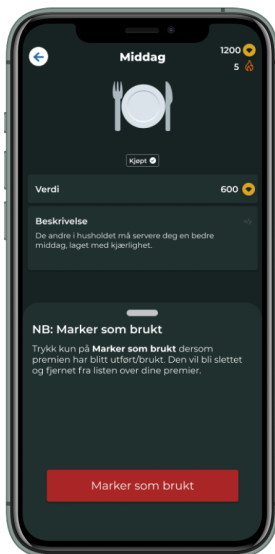 Middag
1200
5
Kjøpt
Verdi
600
Beskrivelse
De andre i husholdet må servere deg en bedre
middag, laget med kjærlighet.
NB: Marker som brukt
Trykk kun på Marker som brukt dersom
premien har blitt utført/brukt. Den vil bli slettet
og fjernet fra listen over dine premier.
Marker som brukt